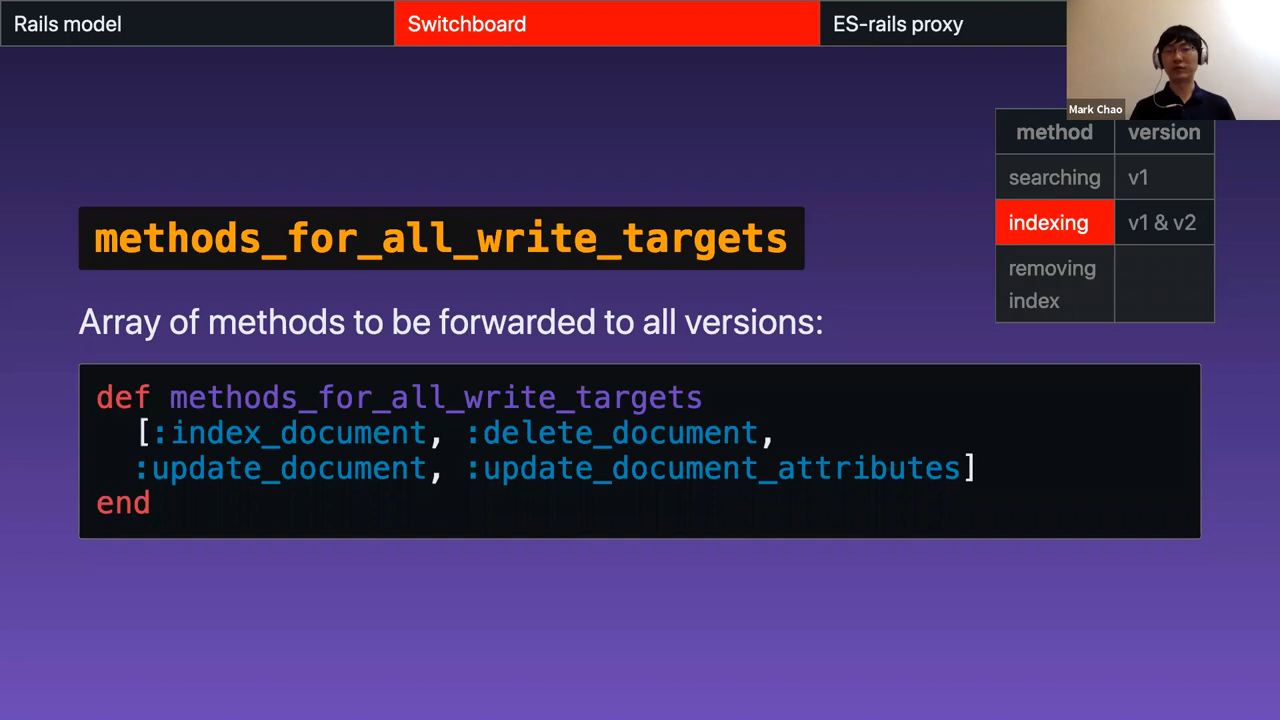 Rails model
Switchboard
ES-rails proxy
Mark Chao
method version
searching v1
indexing v1 & v2
removing
index
methods_for_all_write_targets
Array of methods to be forwarded to all versions:
def methods_for_all_write_targets
[:index_document, :delete_document,
:update_document, :update_document_attributes]
end